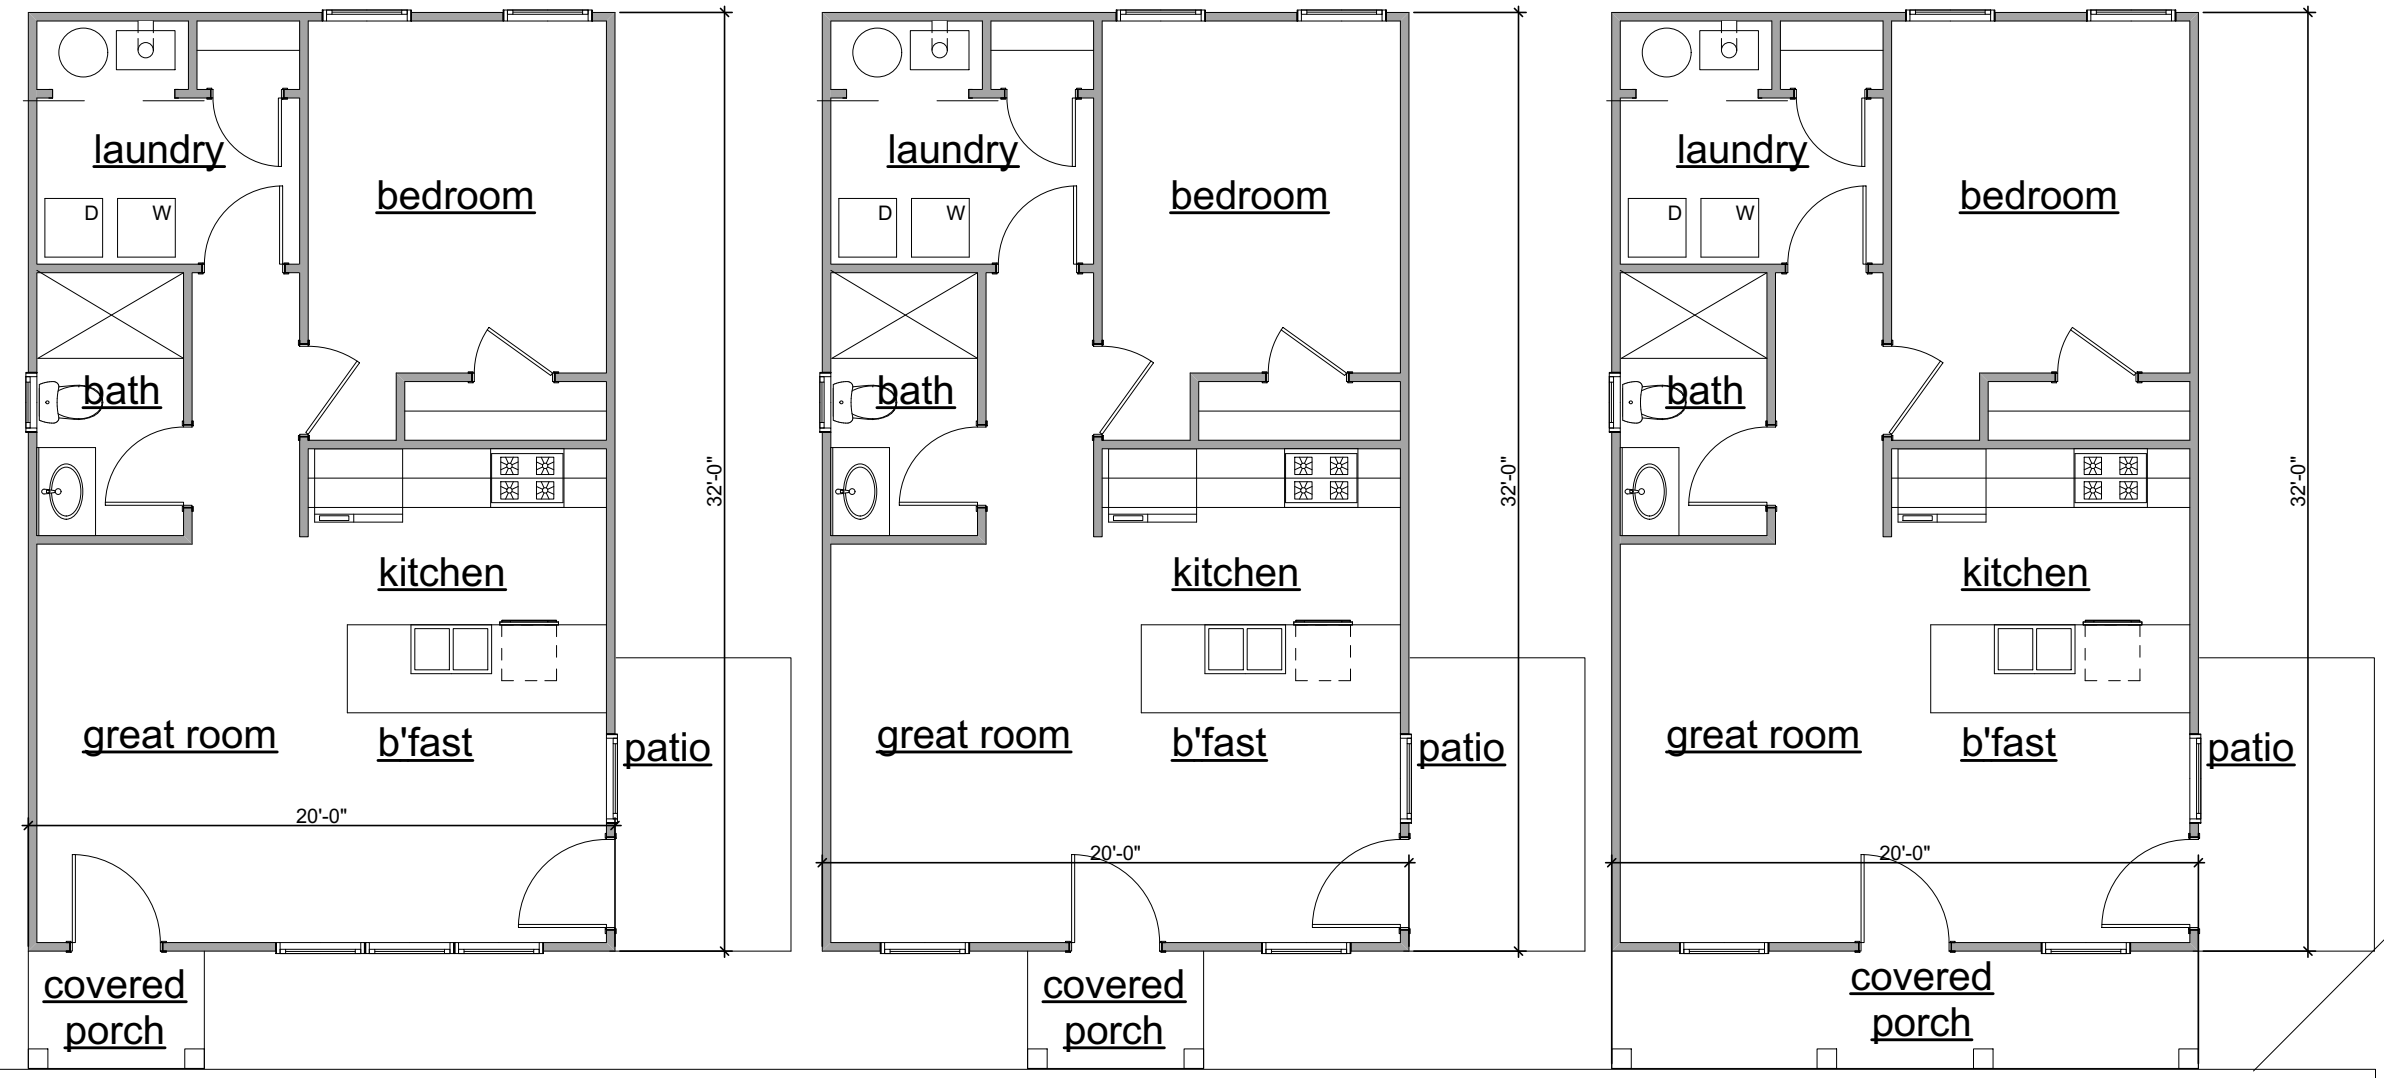 laundry
bedroom
D
W
bath
32'-0"
kitchen
great room
b'fast
patio
20'-0"
covered
porch
laundry
bedroom
D
W
bath
32'-0"
kitchen
great room
b'fast
patio
20'-0"
covered
porch
laundry
bedroom
D
W
bath
32'-0"
kitchen
great room
b'fast
patio
20'-0"
covered
porch